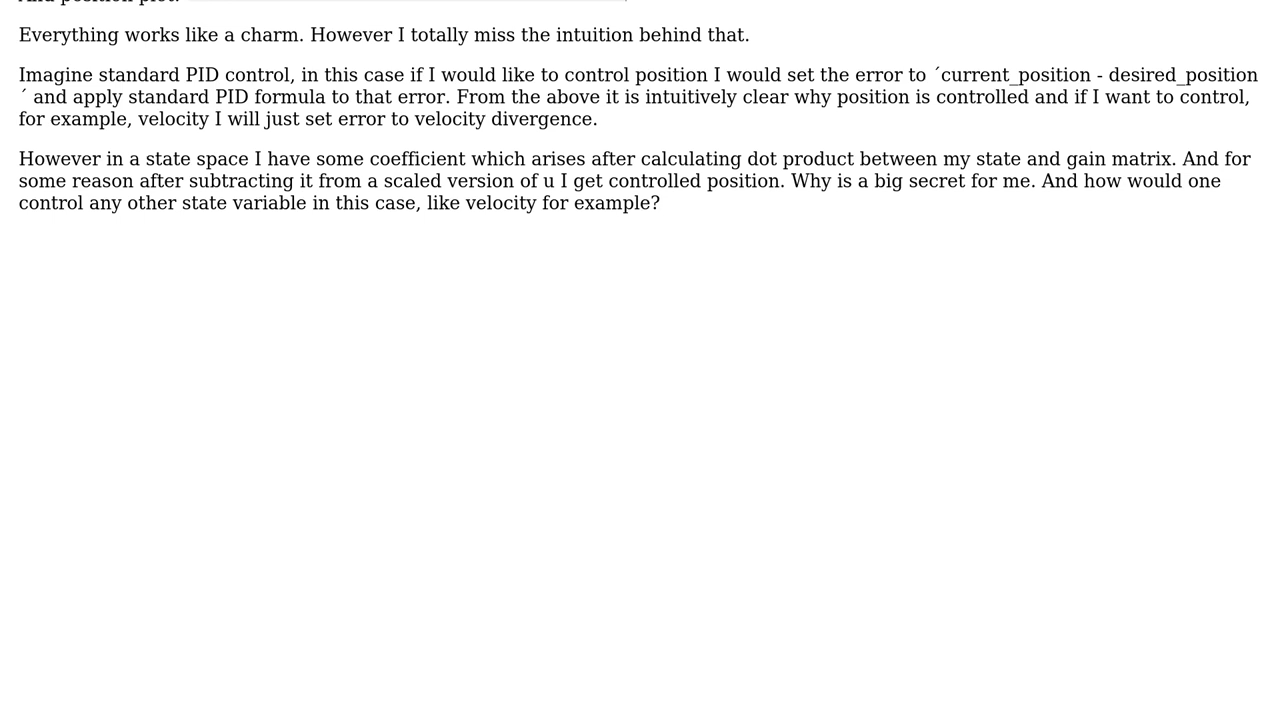 And position plot:
Everything works like a charm. However I totally miss the intuition behind that.
Imagine standard PID control, in this case if I would like to control position I would set the error to ´current_position - desired_position
´ and apply standard PID formula to that error. From the above it is intuitively clear why position is controlled and if I want to control,
for example, velocity I will just set error to velocity divergence.
However in a state space I have some coefficient which arises after calculating dot product between my state and gain matrix. And for
some reason after subtracting it from a scaled version of u I get controlled position. Why is a big secret for me. And how would one
control any other state variable in this case, like velocity for example?